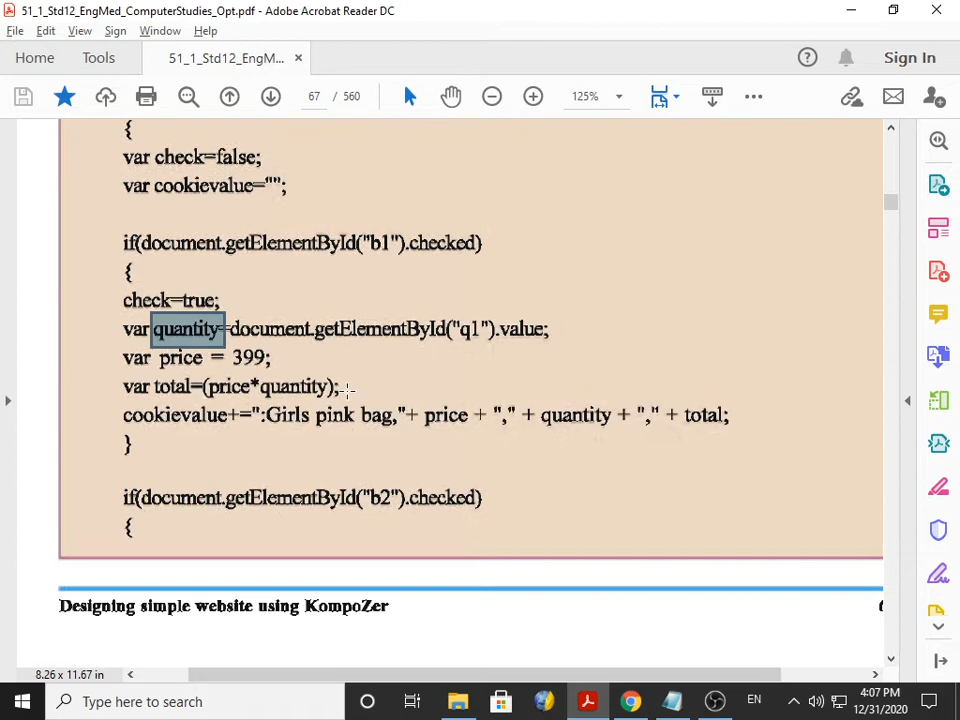 51_1_Std12_EngMed_ComputerStudies_Opt.pdf - Adobe Acrobat Reader DC
File Edit View Sign Window Help
Home Tools 51_1_Std12_EngM... × Sign In
67 / 560 125%
{
var check=false;
var cookievalue="";
if(document.getElementById("b1").checked)
{
check=true;
var quantity=document.getElementById("q1").value;
var price = 399;
var total=(price*quantity);
cookievalue+=":Girls pink bag,"+ price + "," + quantity + "," + total;
}
if(document.getElementById("b2").checked)
{
Designing simple website using KompoZer
8.26 x 11.67 in
Type here to search EN 4:07 PM
12/31/2020